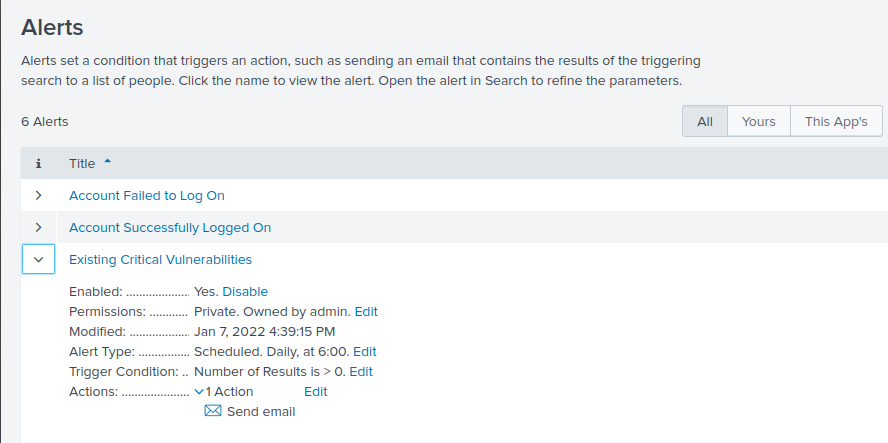 Alerts
Alerts set a condition that triggers an action, such as sending an email that contains the results of the triggering
search to a list of people. Click the name to view the alert. Open the alert in Search to refine the parameters.
6 Alerts
All Yours This App's
i Title
Account Failed to Log On
Account Successfully Logged On
Existing Critical Vulnerabilities
Enabled: .................... Yes. Disable
Permissions: ............ Private. Owned by admin. Edit
Modified: .................. Jan 7, 2022 4:39:15 PM
Alert Type: ................ Scheduled. Daily, at 6:00. Edit
Trigger Condition: .. Number of Results is > 0. Edit
Actions: ..................... 1 Action Edit
Send email